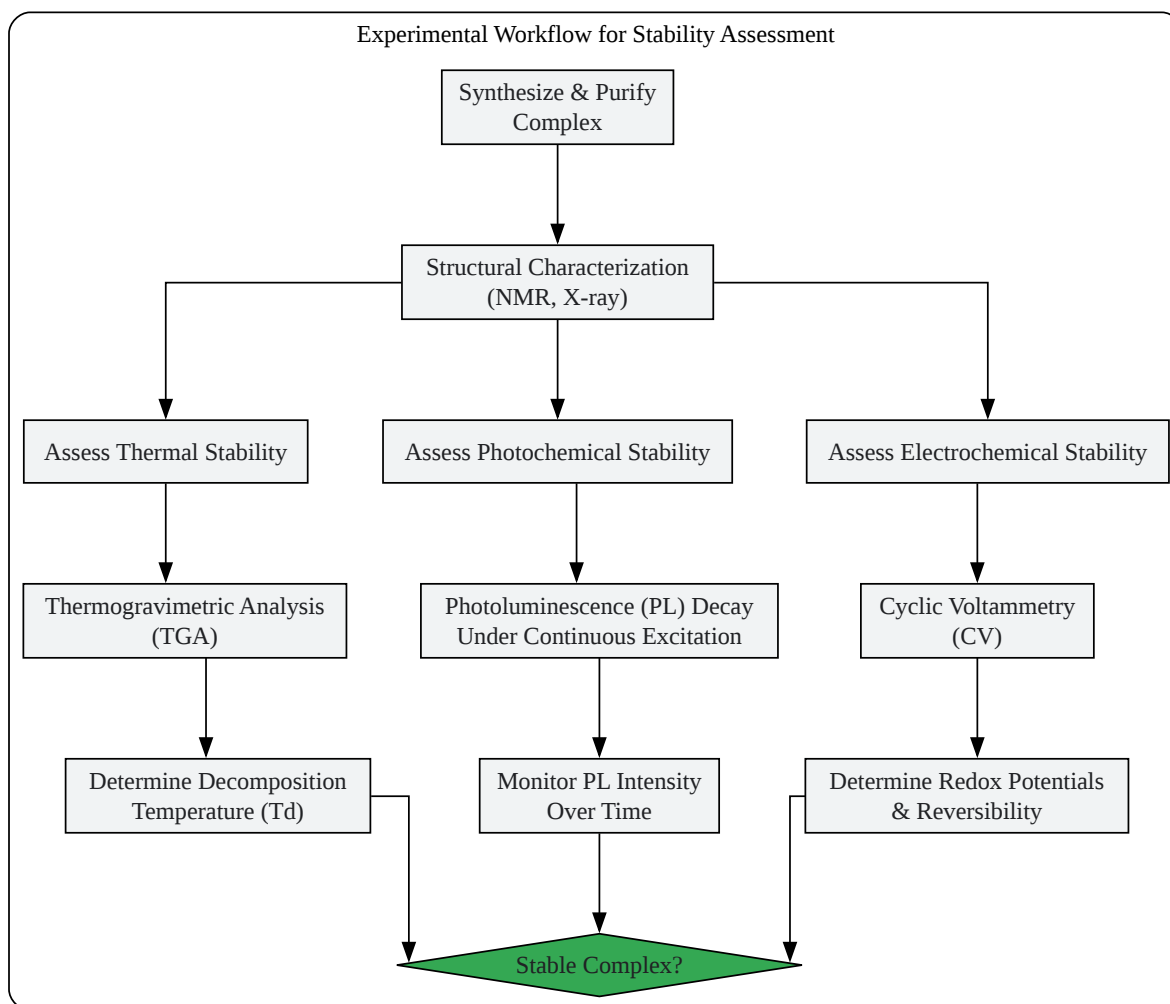 Experimental Workflow for Stability Assessment
Synthesize & Purify
Complex
Structural Characterization
(NMR, X-ray)
Assess Thermal Stability
Assess Photochemical Stability
Assess Electrochemical Stability
Thermogravimetric Analysis
(TGA)
Photoluminescence (PL) Decay
Under Continuous Excitation
Cyclic Voltammetry
(CV)
Determine Decomposition
Temperature (Td)
Monitor PL Intensity
Over Time
Determine Redox Potentials
& Reversibility
Stable Complex?